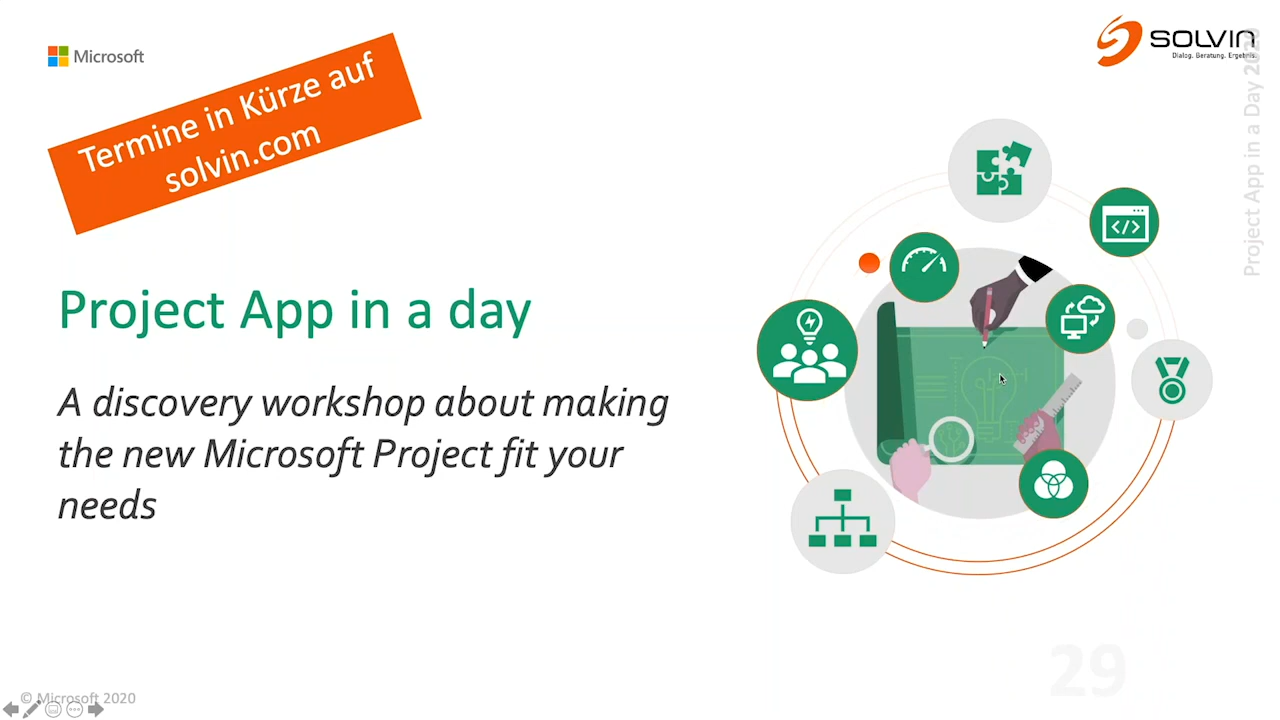 Microsoft
SOLVIN
Dialog. Beratung. Ergebnis.
Termine in Kürze auf
solvin.com
Project App in a Day 2020
Project App in a day
A discovery workshop about making
the new Microsoft Project fit your
needs
</>
29
© Microsoft 2020